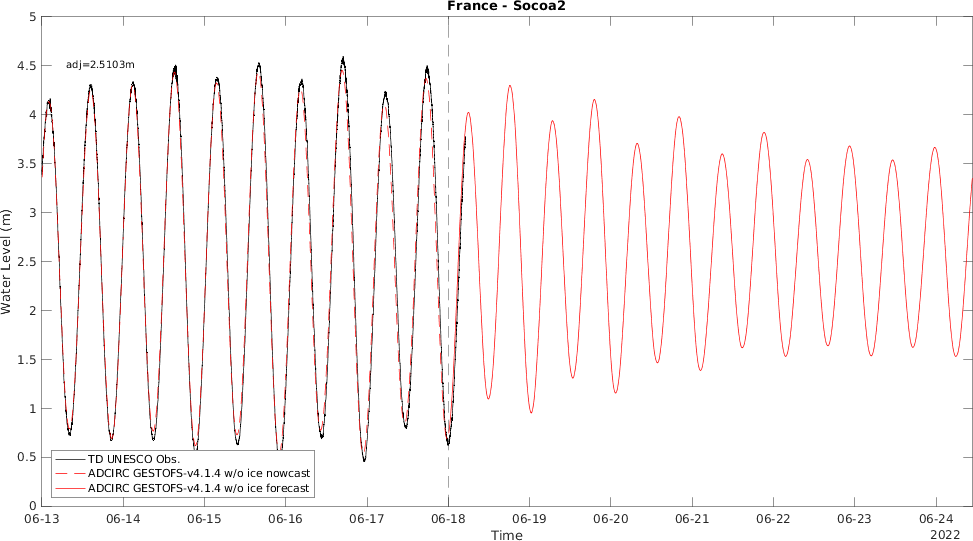 France - Socoa2
5
4.5
4
3.5
3
2.5
2
1.5
1
0.5
0
Water Level (m)
adj=2.5103m
TD UNESCO Obs.
ADCIRC GESTOFS-v4.1.4 w/o ice nowcast
ADCIRC GESTOFS-v4.1.4 w/o ice forecast
06-13 06-14 06-15 06-16 06-17 06-18 06-19 06-20 06-21 06-22 06-23 06-24
Time
2022